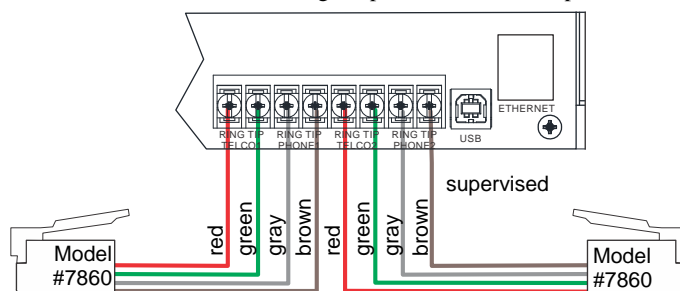 ETHERNET
RING TIP RING TIP RING TIP RING TIP
TELCO1 PHONE1 TELCO2 PHONE2
USB
supervised
red green gray brown red green gray brown
Model
#7860
Model
#7860